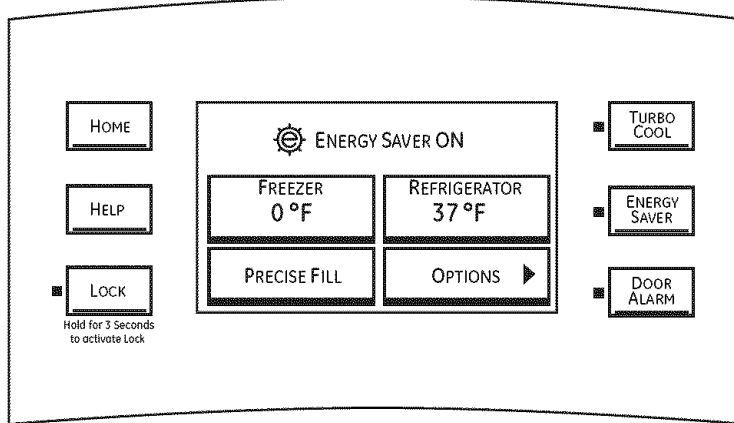 HOME
HELP
LOCK
Hold for 3 Seconds
to activate Lock
e ENERGY SAVER ON
FREEZER
0 °F
REFRIGERATOR
37 °F
PRECISE FILL
OPTIONS
TURBO
COOL
ENERGY
SAVER
DOOR
ALARM